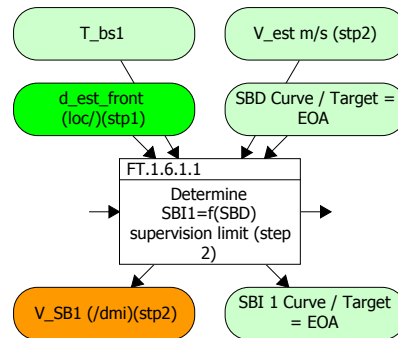 T_bs1
V_est m/s (stp2)
d_est_front
(loc/)(stp1)
SBD Curve / Target =
EOA
FT.1.6.1.1
Determine
SBI1=f(SBD)
supervision limit (step
2)
V_SB1 (/dmi)(stp2)
SBI 1 Curve / Target
= EOA